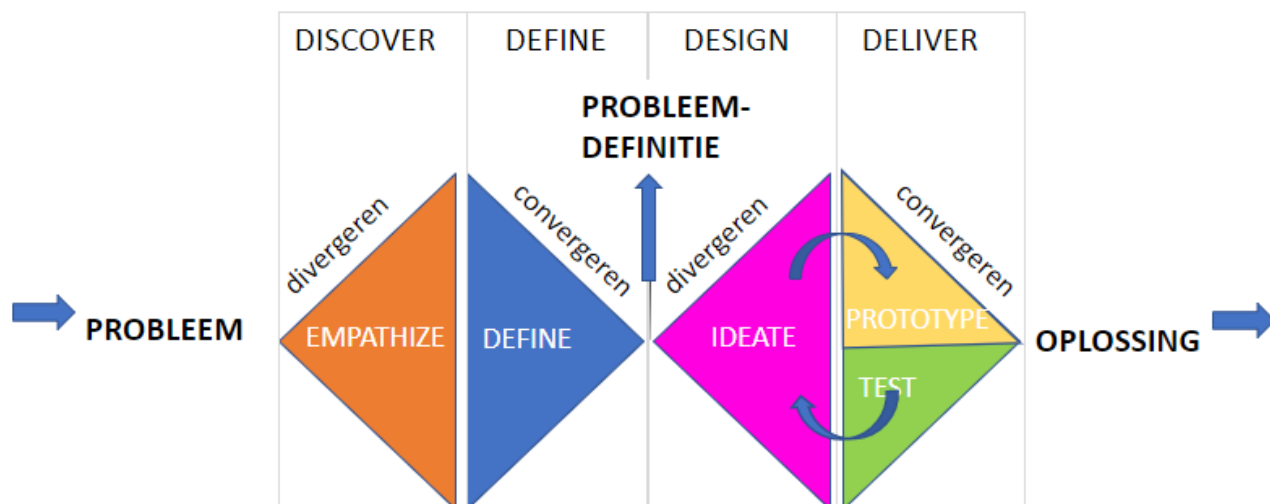 DISCOVER
DEFINE
DESIGN
DELIVER
PROBLEEM-
DEFINITIE
divergeren
convergeren
divergeren
convergeren
PROBLEEM
EMPATHIZE
DEFINE
IDEATE
PROTOTYPE
TEST
OPLOSSING